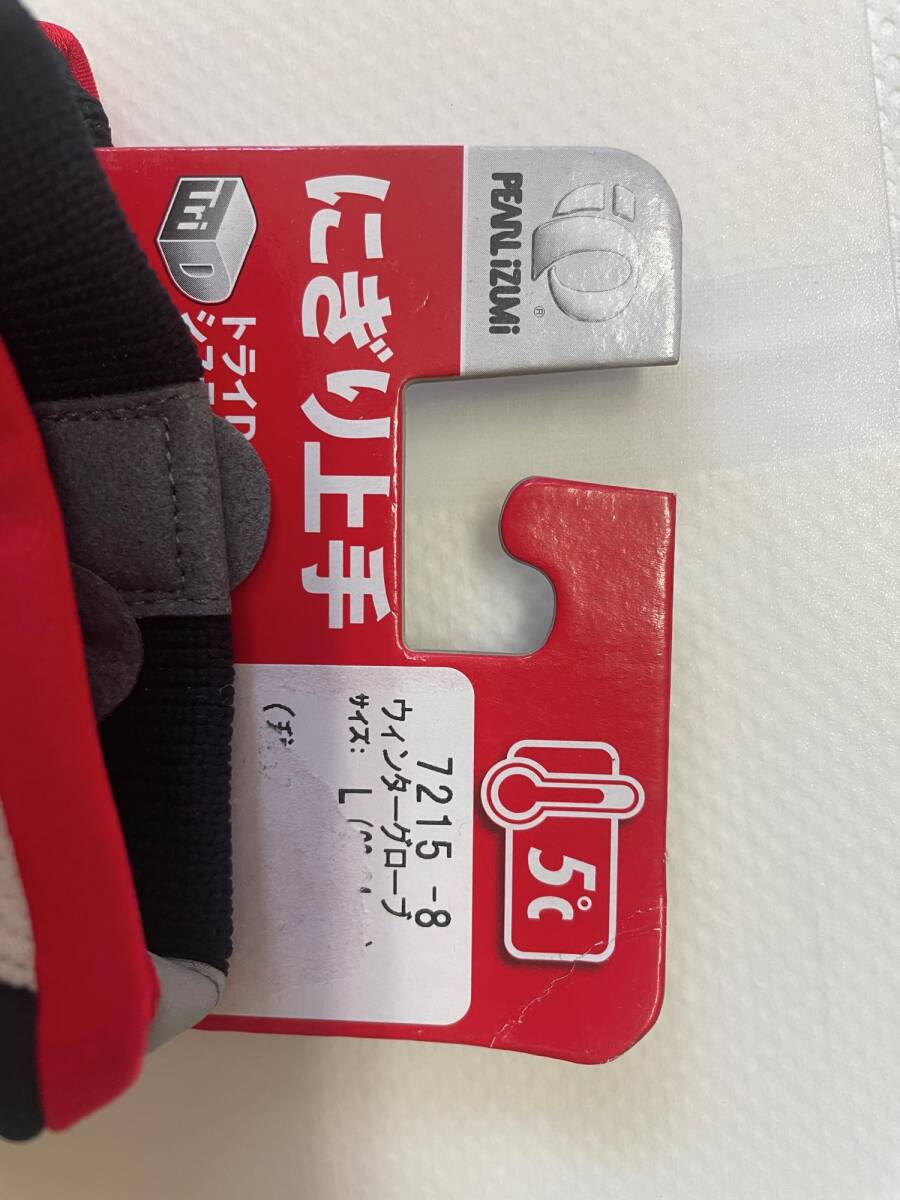 PEARL iZUMi
®
にぎり上手
Tri D
トライD
5℃
7215 -8
ウィンターグローブ
サイズ: L